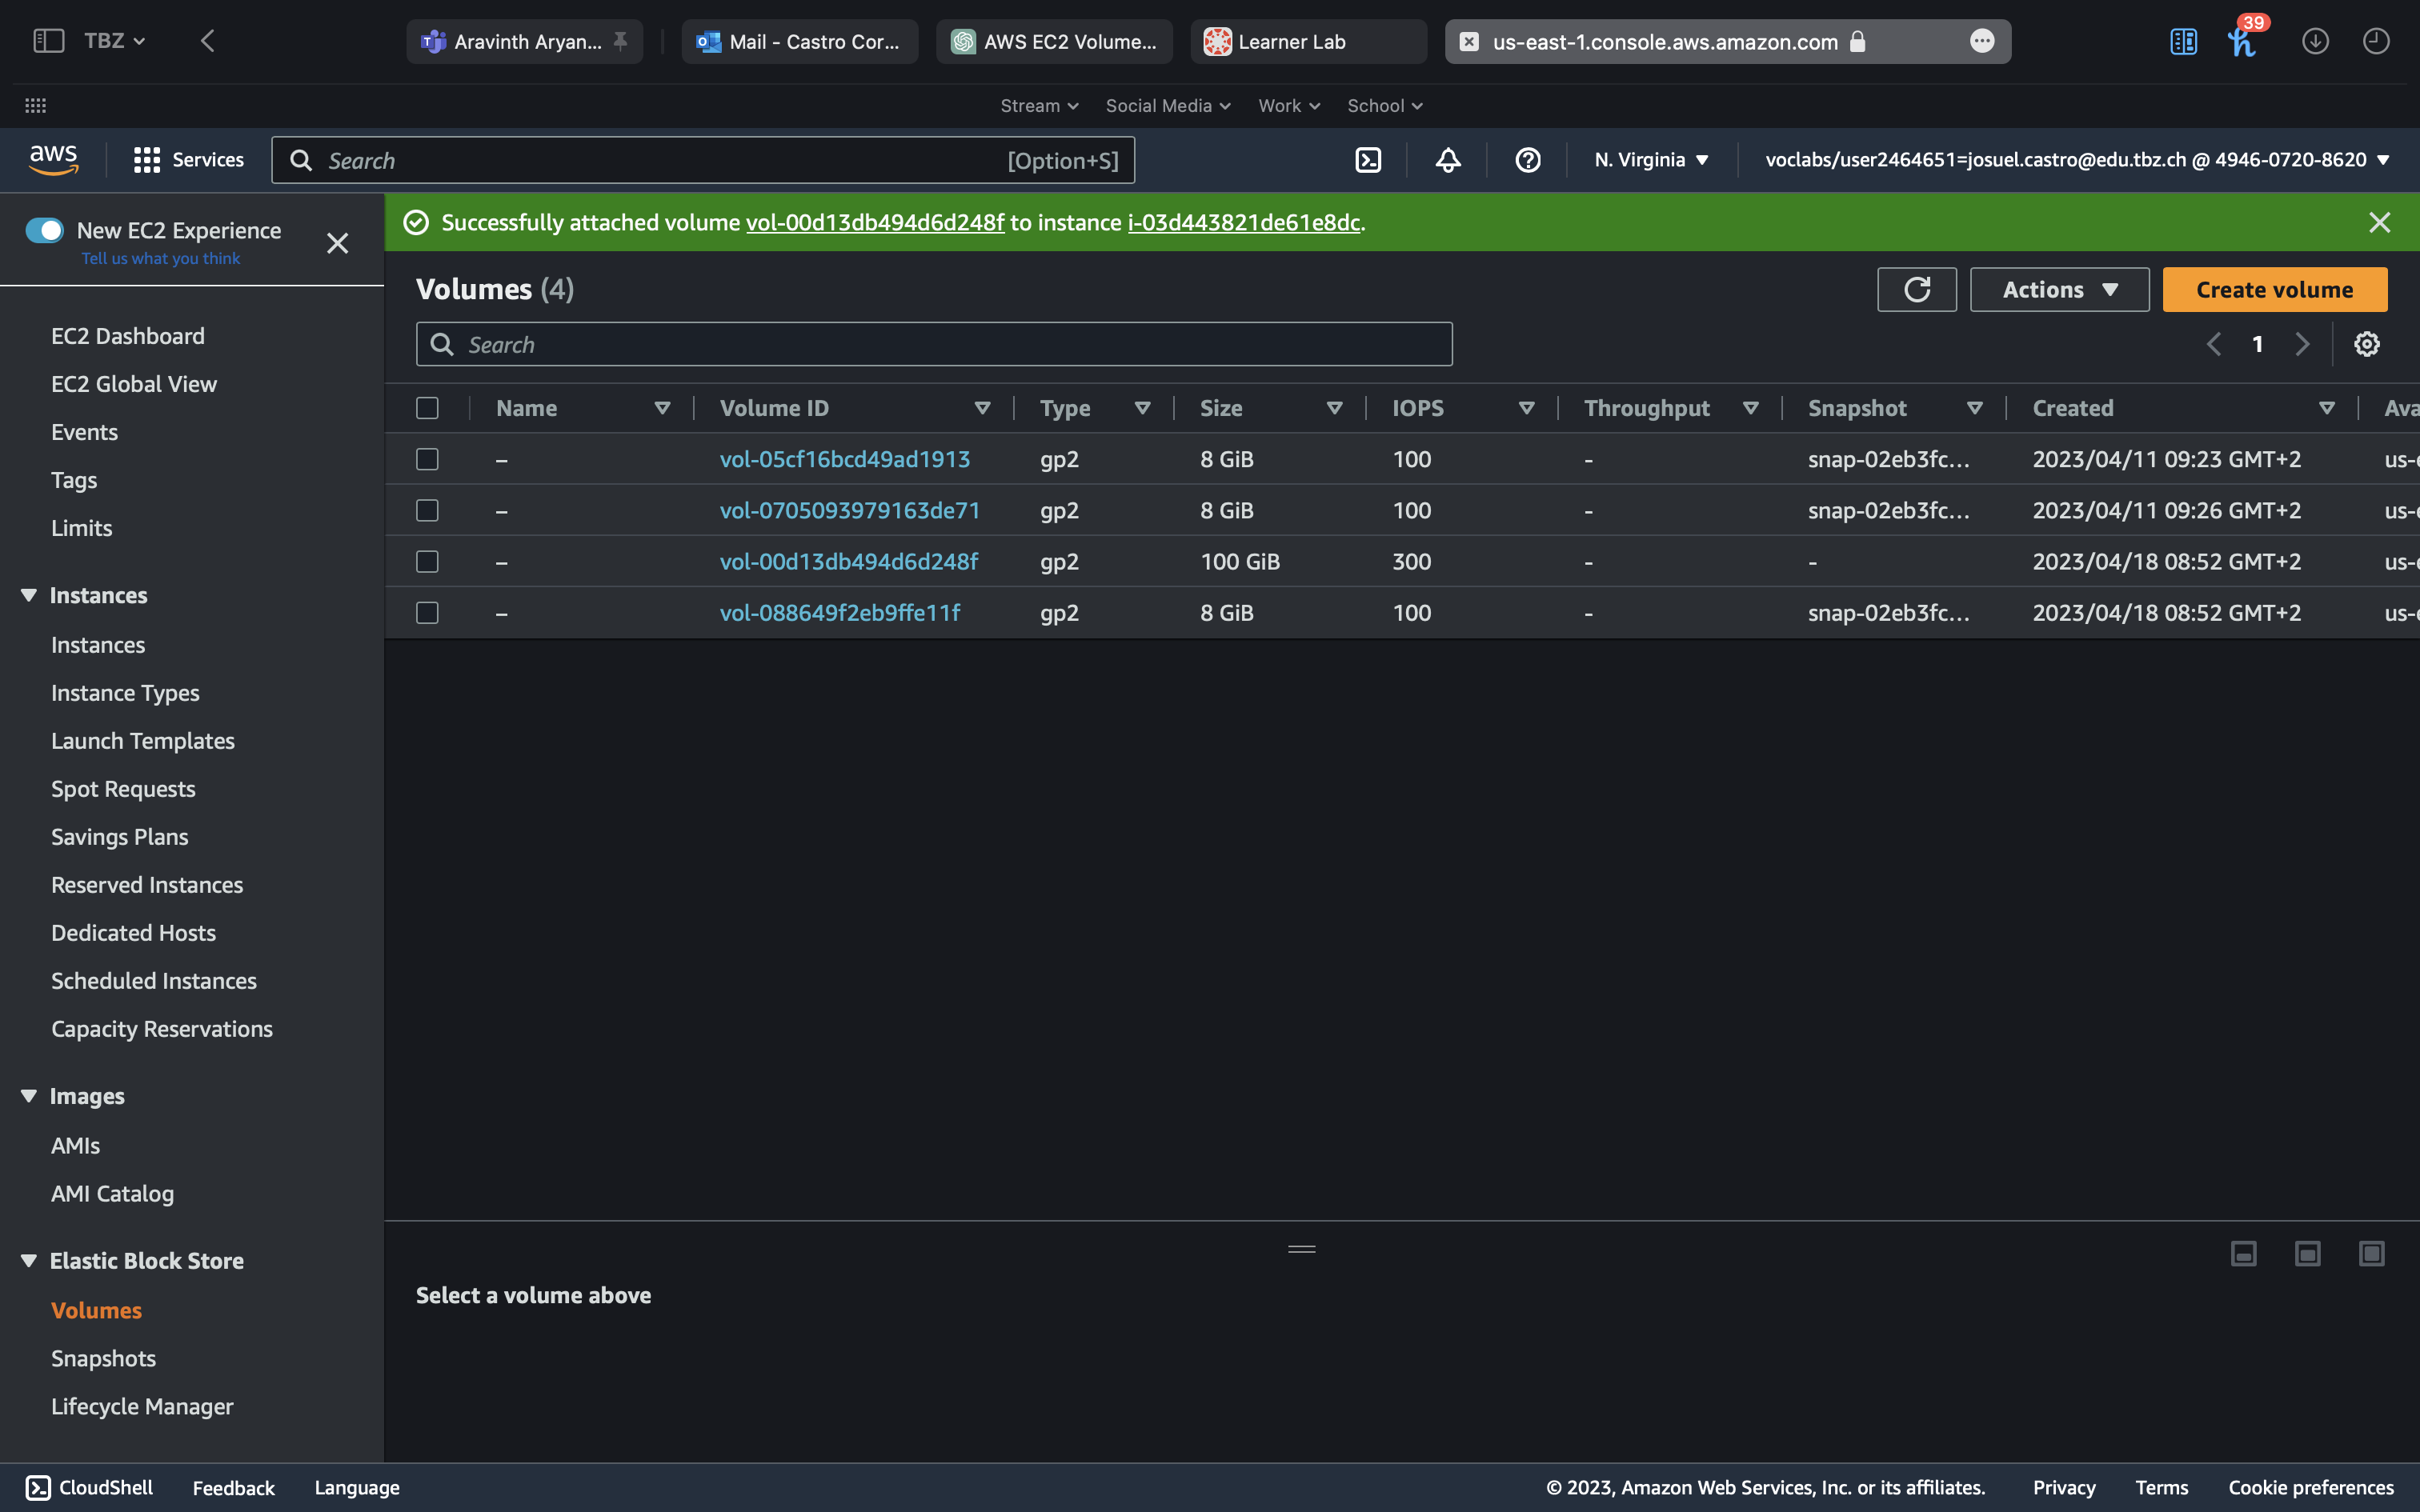 TBZ
Aravinth Aryan...
Mail - Castro Cor...
AWS EC2 Volume...
Learner Lab
us-east-1.console.aws.amazon.com
39
Stream
Social Media
Work
School
aws
Services
Search
[Option+S]
N. Virginia
voclabs/user2464651=josuel.castro@edu.tbz.ch @ 4946-0720-8620
New EC2 Experience
Tell us what you think
EC2 Dashboard
EC2 Global View
Events
Tags
Limits
Instances
Instances
Instance Types
Launch Templates
Spot Requests
Savings Plans
Reserved Instances
Dedicated Hosts
Scheduled Instances
Capacity Reservations
Images
AMIs
AMI Catalog
Elastic Block Store
Volumes
Snapshots
Lifecycle Manager
Successfully attached volume vol-00d13db494d6d248f to instance i-03d443821de61e8dc.
Volumes (4)
Actions
Create volume
Search
1
Name Volume ID Type Size IOPS Throughput Snapshot Created Ava
– vol-05cf16bcd49ad1913 gp2 8 GiB 100 - snap-02eb3fc... 2023/04/11 09:23 GMT+2 us-e
– vol-0705093979163de71 gp2 8 GiB 100 - snap-02eb3fc... 2023/04/11 09:26 GMT+2 us-e
– vol-00d13db494d6d248f gp2 100 GiB 300 - - 2023/04/18 08:52 GMT+2 us-e
– vol-088649f2eb9ffe11f gp2 8 GiB 100 - snap-02eb3fc... 2023/04/18 08:52 GMT+2 us-e
Select a volume above
CloudShell
Feedback
Language
© 2023, Amazon Web Services, Inc. or its affiliates.
Privacy
Terms
Cookie preferences